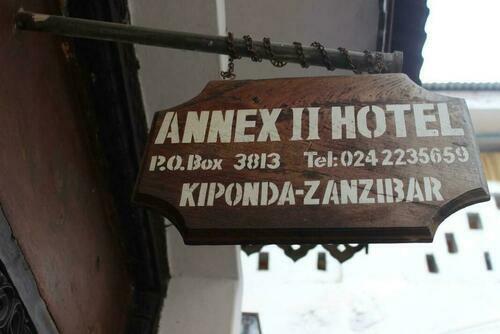 ANNEX II HOTEL
P.O. Box 3813 Tel: 024 2235659
KIPONDA-ZANZIBAR